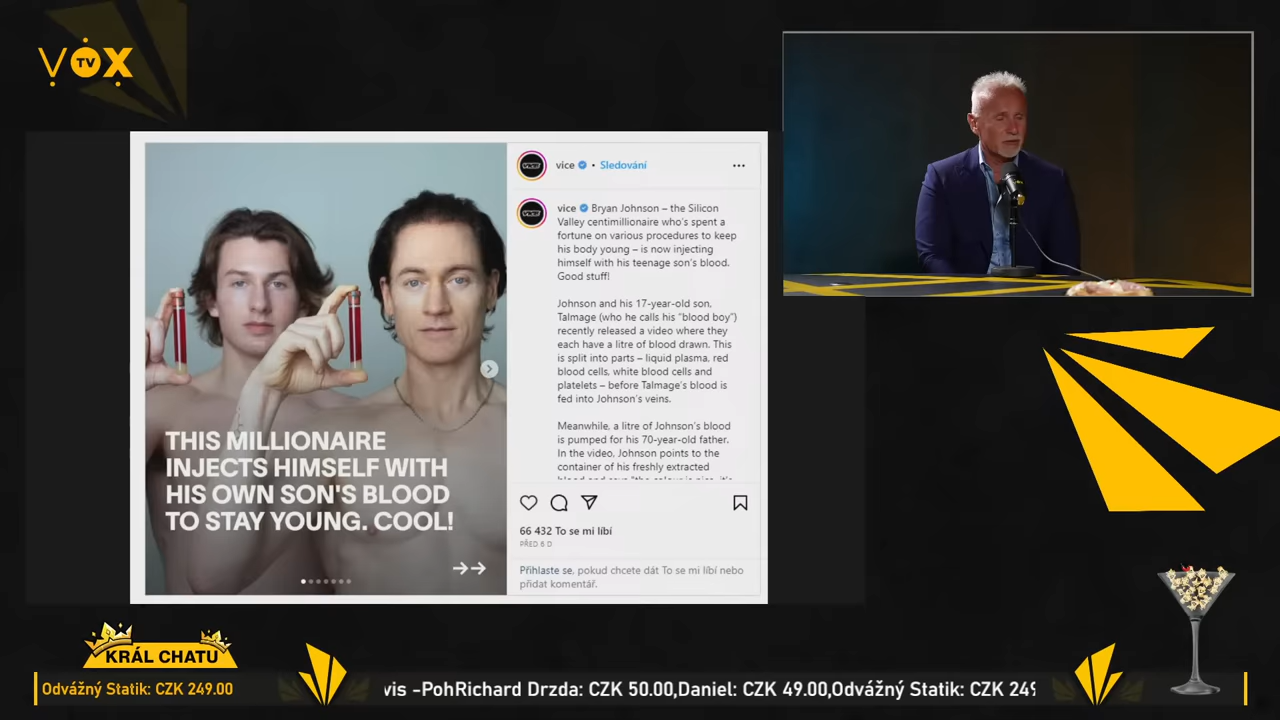 VOX
TV
vice • Sledování
vice Bryan Johnson – the Silicon
Valley centimillionaire who's spent a
fortune on various procedures to keep
his body young – is now injecting
himself with his teenage son's blood.
Good stuff!
Johnson and his 17-year-old son,
Talmage (who he calls his "blood boy")
recently released a video where they
each have a litre of blood drawn. This
is split into parts – liquid plasma, red
blood cells, white blood cells and
platelets – before Talmage's blood is
fed into Johnson's veins.
Meanwhile, a litre of Johnson's blood
is pumped for his 70-year-old father.
In the video, Johnson points to the
container of his freshly extracted
THIS MILLIONAIRE
INJECTS HIMSELF WITH
HIS OWN SON'S BLOOD
TO STAY YOUNG. COOL!
66 432 To se mi líbí
PŘED 6 D
Přihlaste se, pokud chcete dát To se mi líbí nebo
přidat komentář.
KRÁL CHATU
Odvážný Statik: CZK 249.00
vis -PohRichard Drzda: CZK 50.00,Daniel: CZK 49.00,Odvážný Statik: CZK 249